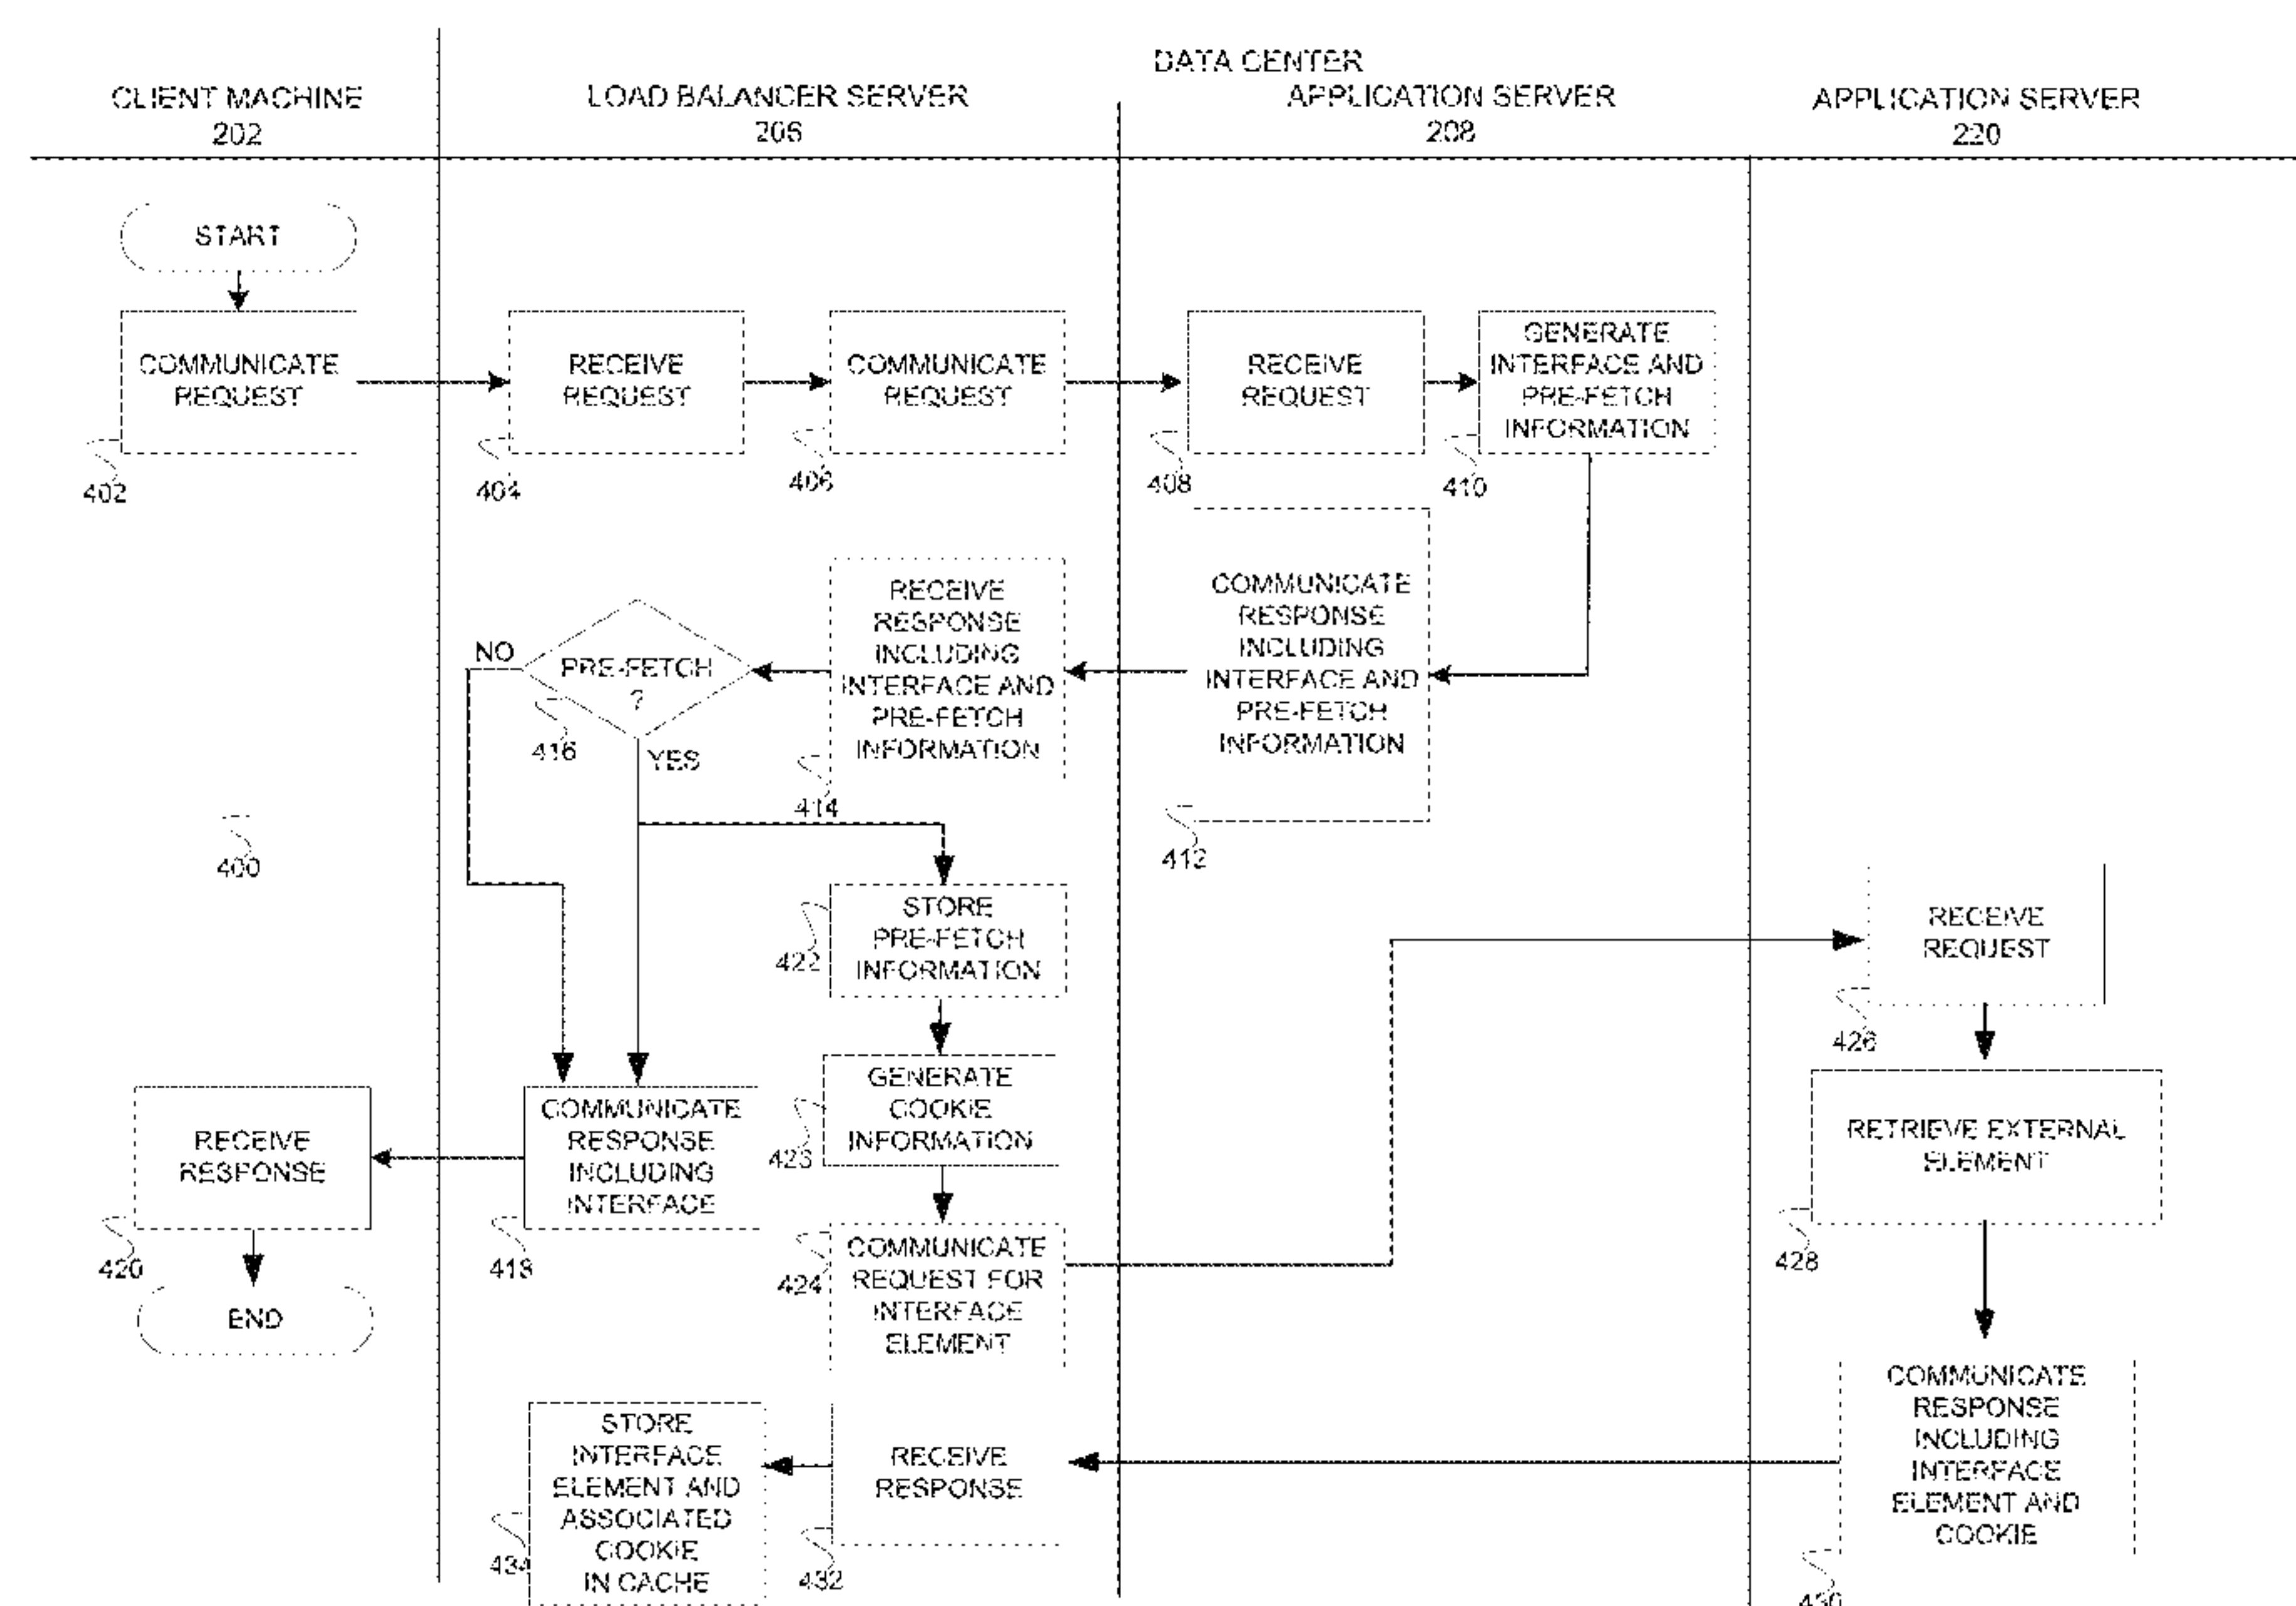 DATA CENTER
CLIENT MACHINE
202
LOAD BALANCER SERVER
206
APPLICATION SERVER
208
APPLICATION SERVER
220
START
COMMUNICATE
REQUEST
402
RECEIVE
REQUEST
404
COMMUNICATE
REQUEST
406
RECEIVE
REQUEST
408
GENERATE
INTERFACE AND
PRE-FETCH
INFORMATION
410
COMMUNICATE
RESPONSE
INCLUDING
INTERFACE AND
PRE-FETCH
INFORMATION
412
RECEIVE
RESPONSE
INCLUDING
INTERFACE AND
PRE-FETCH
INFORMATION
414
NO
PRE-FETCH
?
416
YES
400
STORE
PRE-FETCH
INFORMATION
422
GENERATE
COOKIE
INFORMATION
423
COMMUNICATE
RESPONSE
INCLUDING
INTERFACE
418
RECEIVE
RESPONSE
420
END
COMMUNICATE
REQUEST FOR
INTERFACE
ELEMENT
424
RECEIVE
REQUEST
426
RETRIEVE EXTERNAL
ELEMENT
428
COMMUNICATE
RESPONSE
INCLUDING
INTERFACE
ELEMENT AND
COOKIE
430
RECEIVE
RESPONSE
432
STORE
INTERFACE
ELEMENT AND
ASSOCIATED
COOKIE
IN CACHE
434